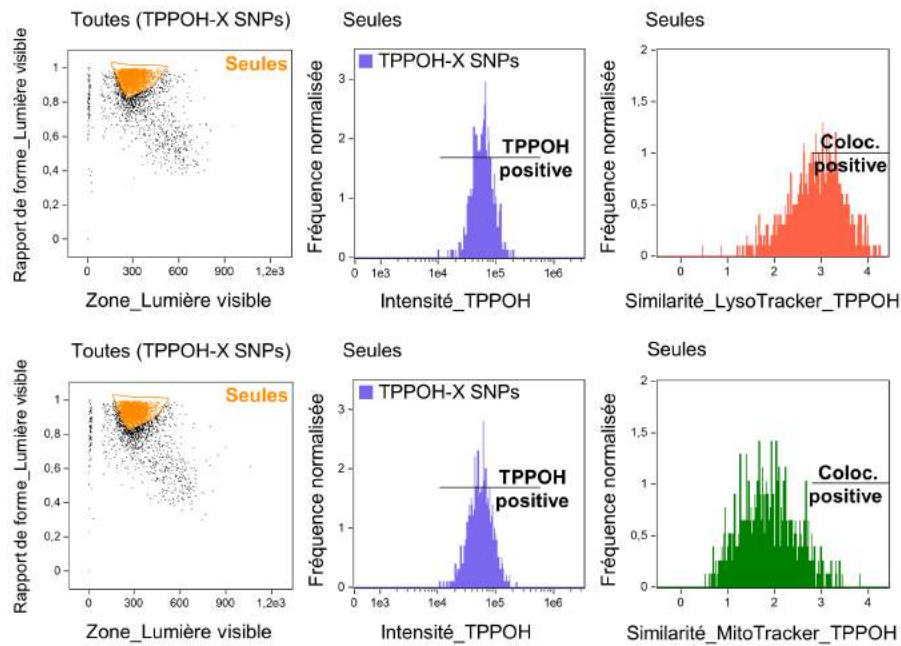 Toutes (TPPOH-X SNPs)
Seules
Seules
Rapport de forme_Lumière visible
1
0,8
0,6
0,4
0,2
0
Seules
0
300
600
900
1,2e3
Zone_Lumière visible
Fréquence normalisée
3
2
1
0
TPPOH-X SNPs
TPPOH
positive
0
1e3
1e4
1e5
1e6
Intensité_TPPOH
Fréquence normalisée
2
1,5
1
0,5
0
Coloc.
positive
0
1
2
3
4
Similarité_LysoTracker_TPPOH
Toutes (TPPOH-X SNPs)
Seules
Seules
Rapport de forme_Lumière visible
1
0,8
0,6
0,4
0,2
0
Seules
0
300
600
900
1,2e3
Zone_Lumière visible
Fréquence normalisée
3
2
1
0
TPPOH-X SNPs
TPPOH
positive
0
1e3
1e4
1e5
1e6
Intensité_TPPOH
Fréquence normalisée
2
1,5
1
0,5
0
Coloc.
positive
0
1
2
3
4
Similarité_MitoTracker_TPPOH